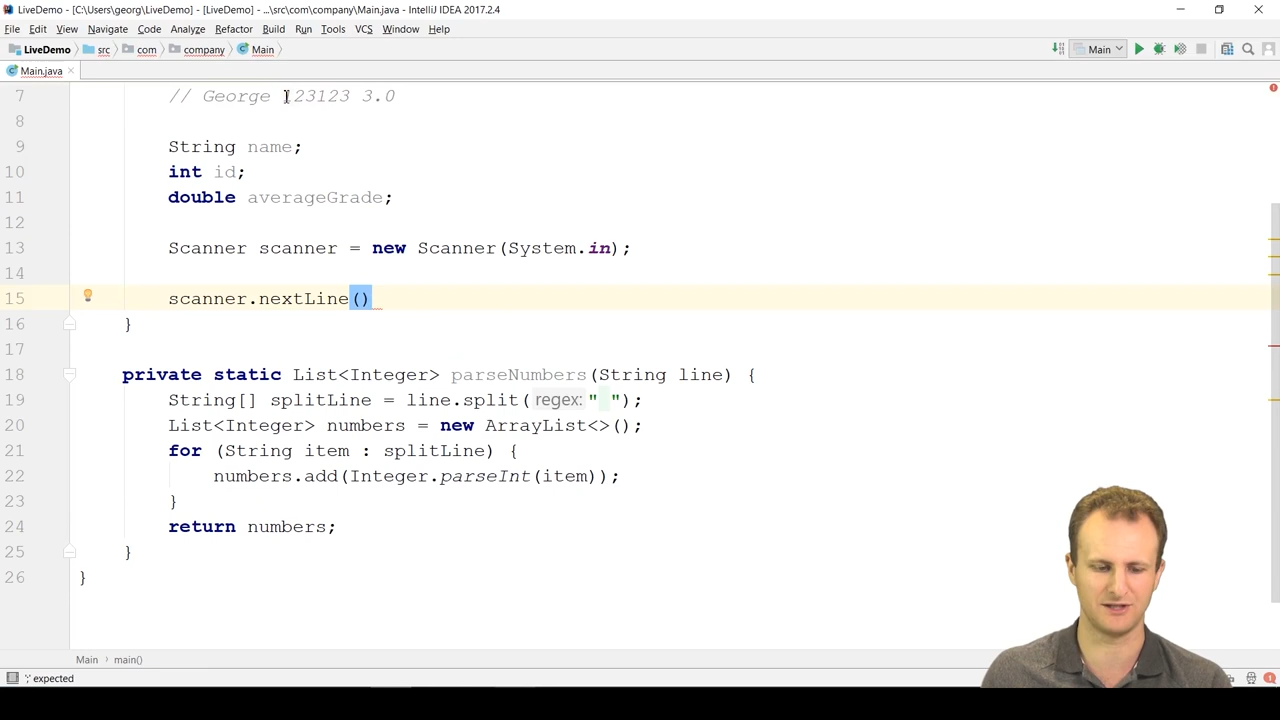 LiveDemo - [C:\Users\georg\LiveDemo] - [LiveDemo] - ...\src\com\company\Main.java - IntelliJ IDEA 2017.2.4
File Edit View Navigate Code Analyze Refactor Build Run Tools VCS Window Help
LiveDemo src com company Main Main
Main.java
7 // George 123123 3.0
8
9 String name;
10 int id;
11 double averageGrade;
12
13 Scanner scanner = new Scanner(System.in);
14
15 scanner.nextLine()
16 }
17
18 private static List<Integer> parseNumbers(String line) {
19 String[] splitLine = line.split(regex: " ");
20 List<Integer> numbers = new ArrayList<>();
21 for (String item : splitLine) {
22 numbers.add(Integer.parseInt(item));
23 }
24 return numbers;
25 }
26 }
Main main()
';' expected